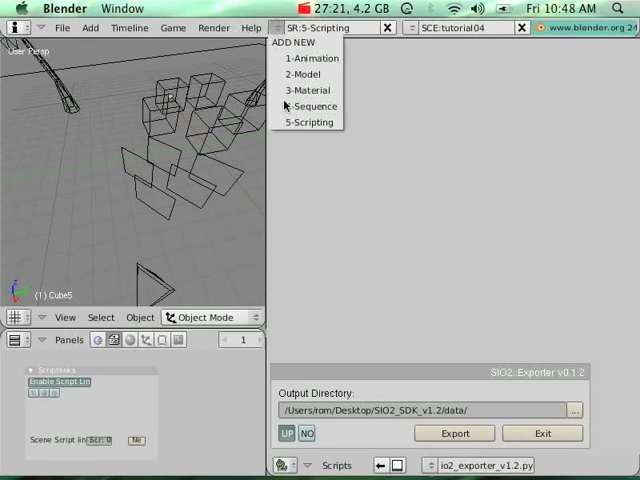 Blender Window 27:21, 4.2 GB Fri 10:48 AM
File Add Timeline Game Render Help SR:5-Scripting SCE:tutorial04 www.blender.org 24
ADD NEW
1-Animation
2-Model
3-Material
-Sequence
5-Scripting
User Persp
(1) Cube5
View Select Object Object Mode
Panels 1
Scriptlinks
Enable Script Lin
Scene Script lin Scr: 0 Ne
SIO2::Exporter v0.1.2
Output Directory:
/Users/rom/Desktop/SIO2_SDK_v1.2/data/ ...
UP NO Export Exit
Scripts io2_exporter_v1.2.py